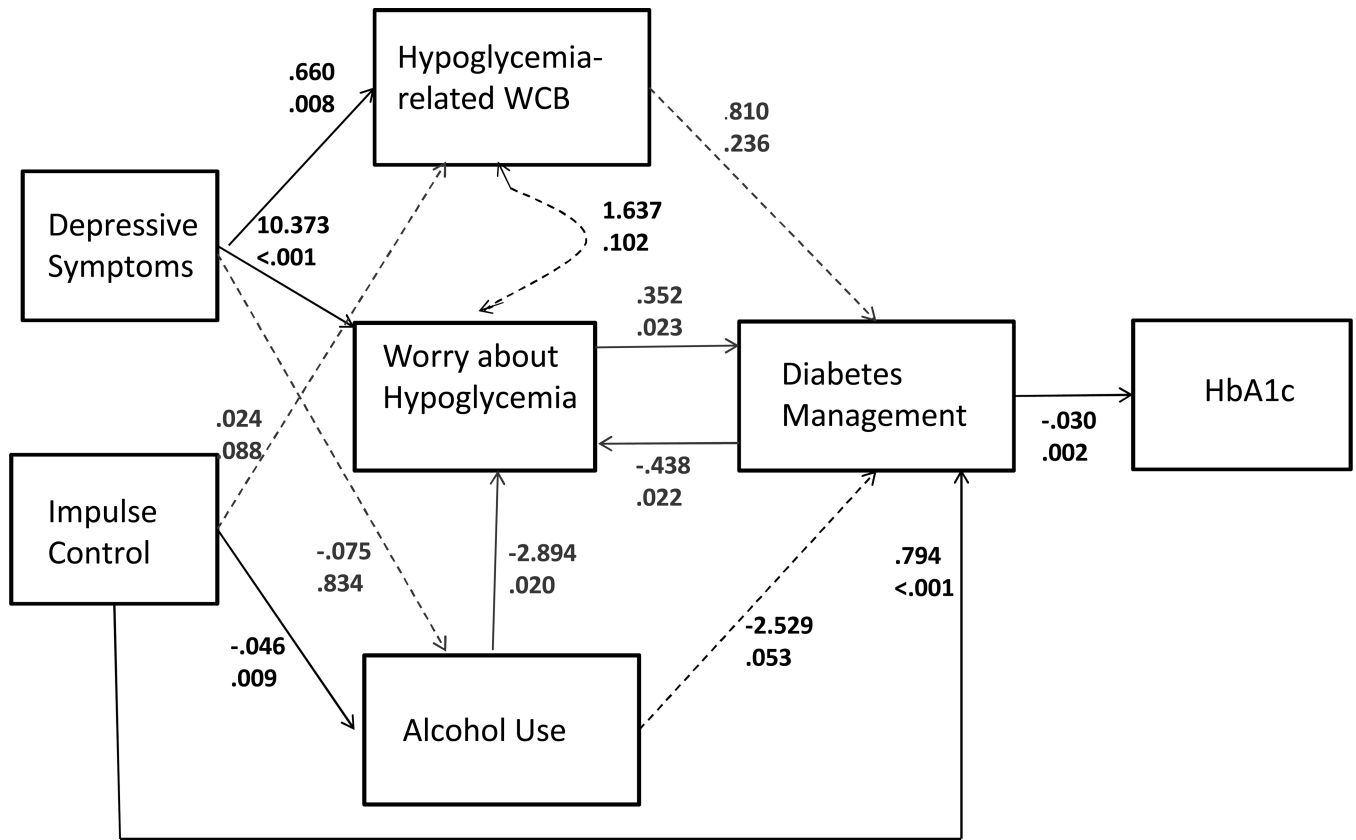 Hypoglycemia-
related WCB
.660
.008
.810
.236
Depressive
Symptoms
10.373
<.001
1.637
.102
.352
.023
Worry about
Hypoglycemia
Diabetes
Management
HbA1c
-.030
.002
.024
.088
-.438
.022
Impulse
Control
-.075
.834
-2.894
.020
.794
<.001
-.046
.009
-2.529
.053
Alcohol Use